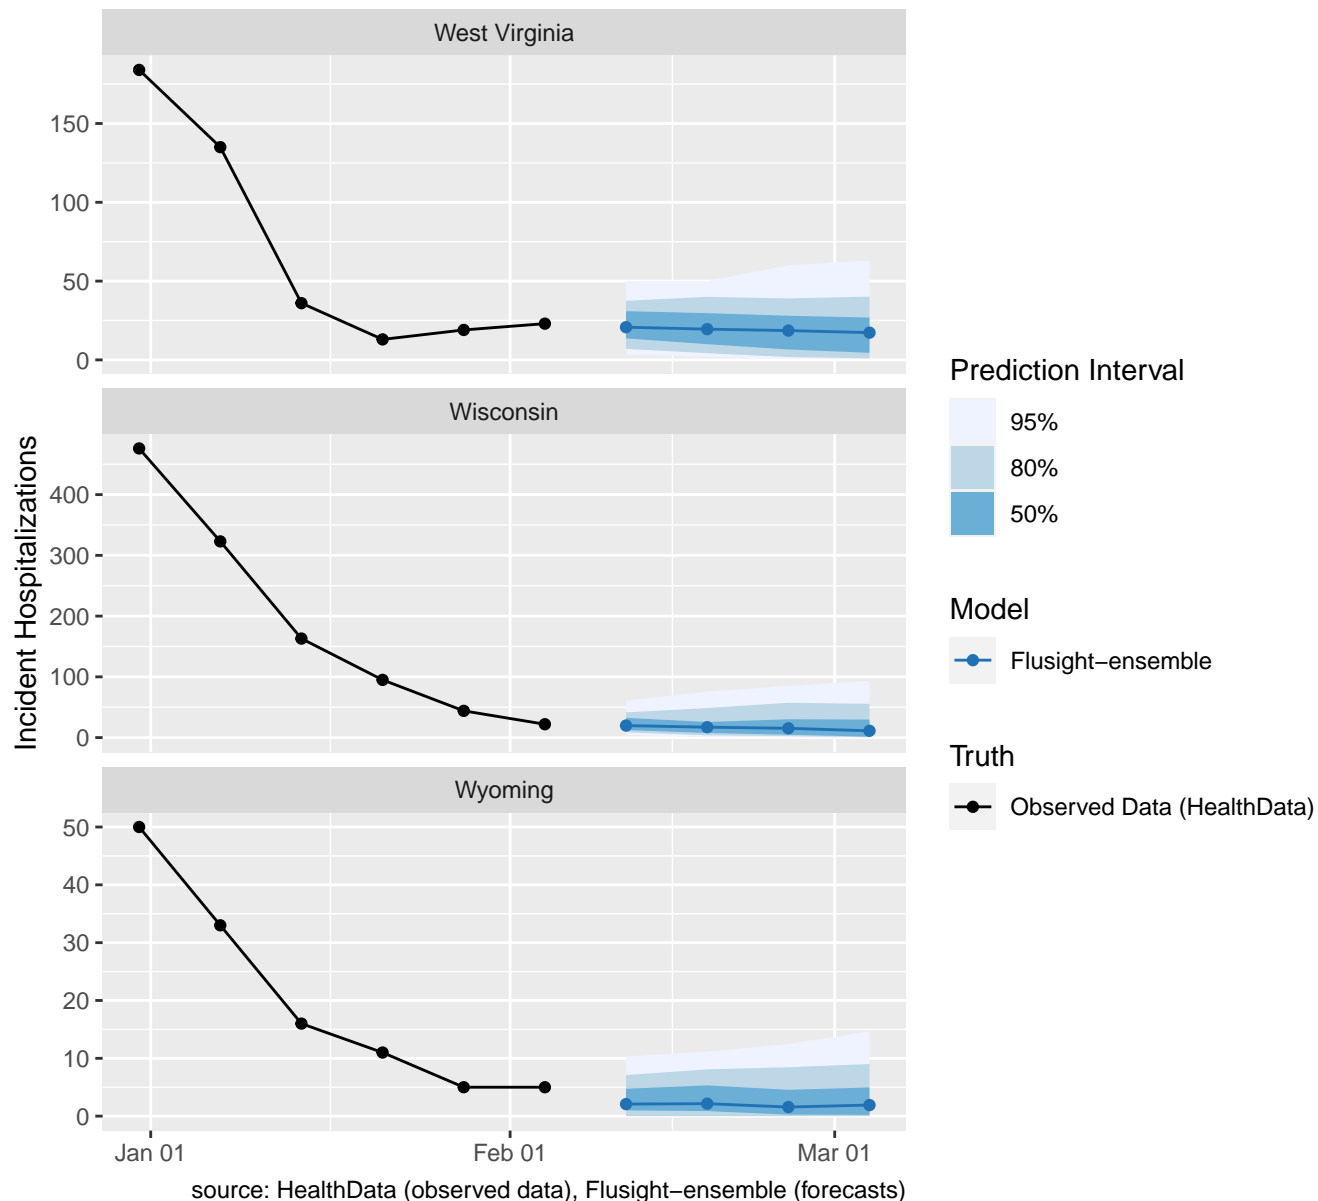 West Virginia
150
100
50
0
Wisconsin
400
300
200
100
0
Wyoming
50
40
30
20
10
0
Jan 01
Feb 01
Mar 01
Incident Hospitalizations
source: HealthData (observed data), Flusight−ensemble (forecasts)
Prediction Interval
95%
80%
50%
Model
Flusight−ensemble
Truth
Observed Data (HealthData)